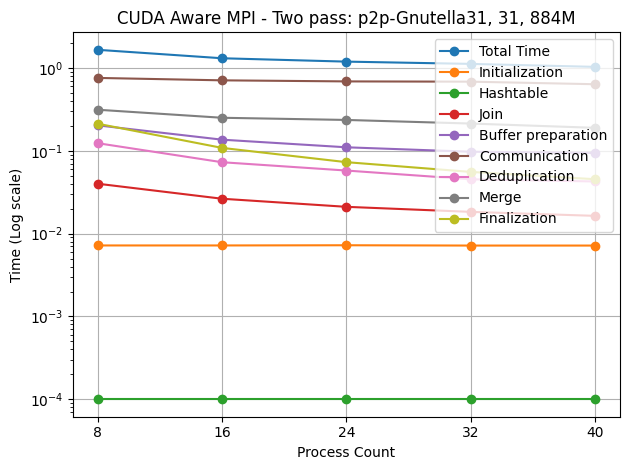 CUDA Aware MPI - Two pass: p2p-Gnutella31, 31, 884M
Total Time
Initialization
Hashtable
Join
Buffer preparation
Communication
Deduplication
Merge
Finalization
Time (Log scale)
10⁰
10⁻¹
10⁻²
10⁻³
10⁻⁴
8 16 24 32 40
Process Count